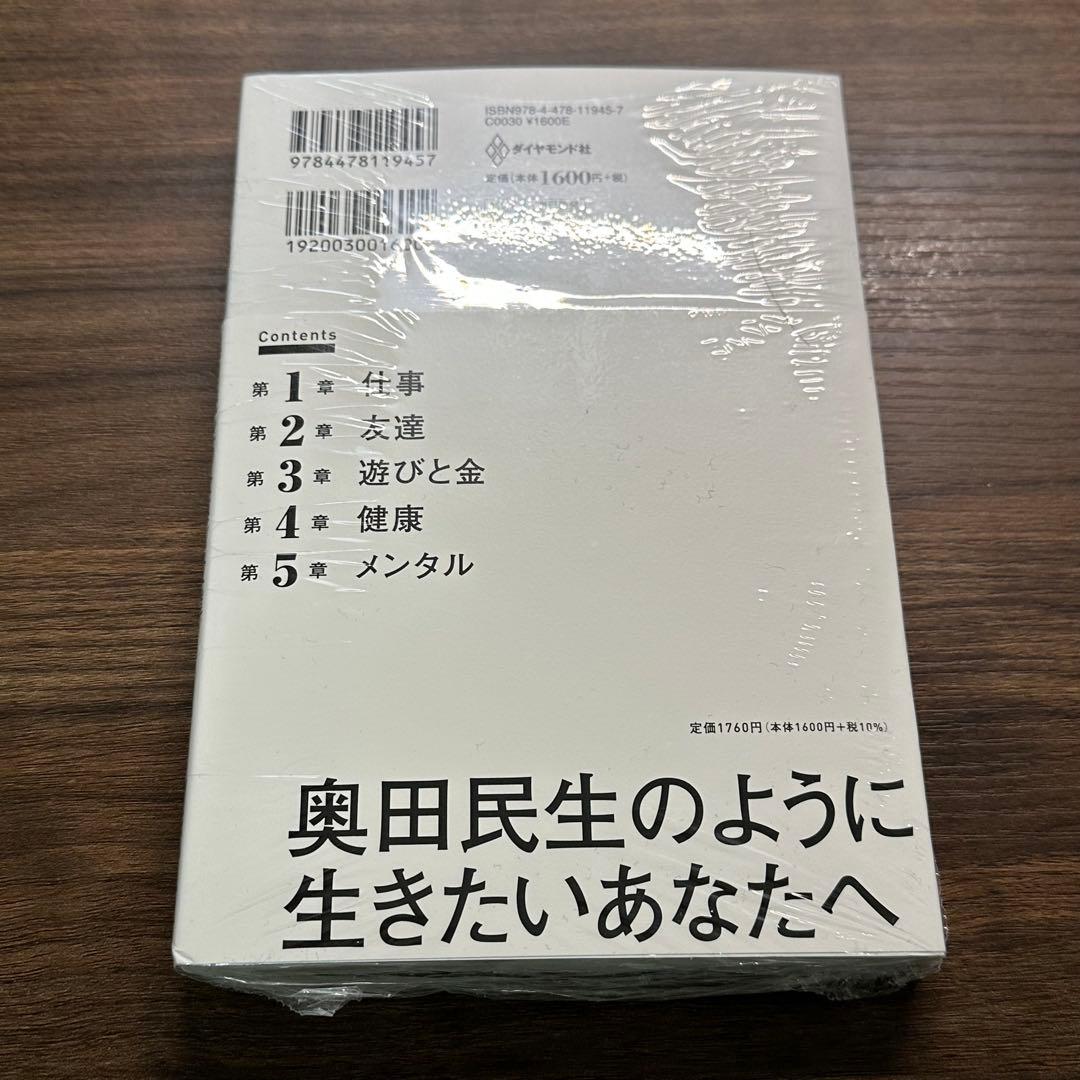 ISBN978-4-478-11945-7
C0030 ¥1600E
9784478119457
ダイヤモンド社
定価(本体1600円+税)
Contents
第1章 仕事
第2章 友達
第3章 遊びと金
第4章 健康
第5章 メンタル
定価1760円(本体1600円+税10%)
奥田民生のように
生きたいあなたへ